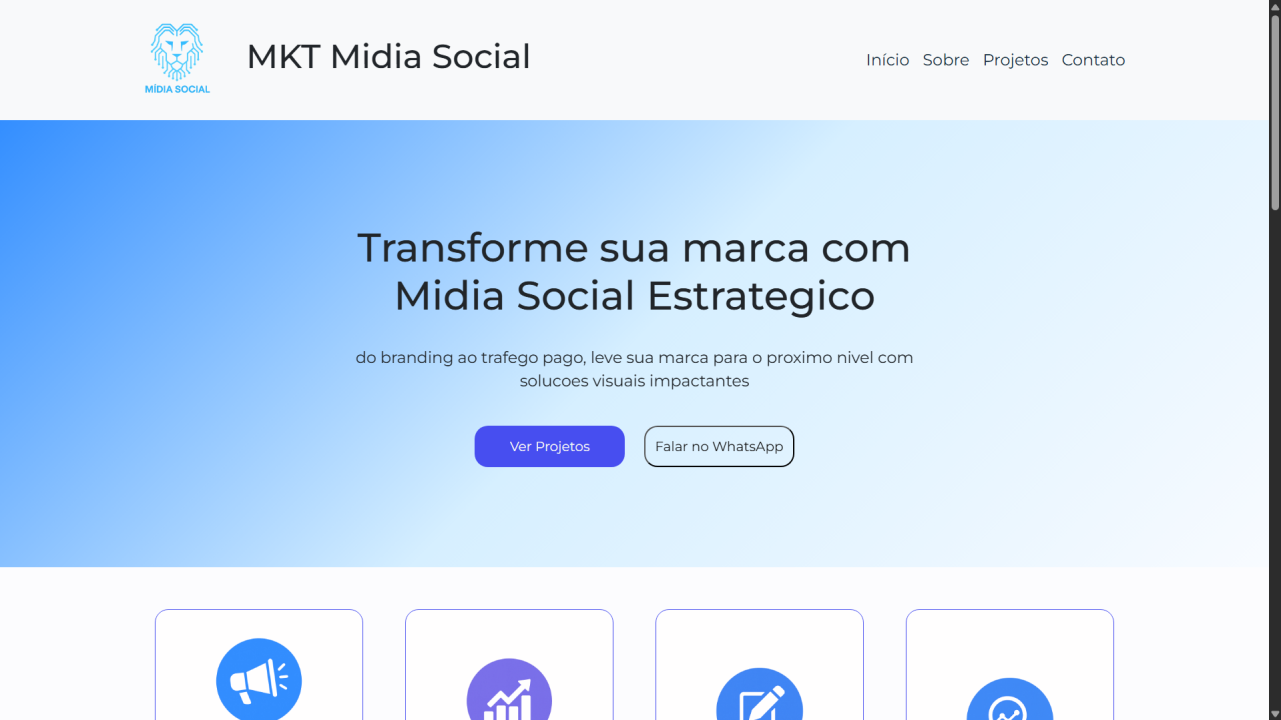 MÍDIA SOCIAL
MKT Midia Social
Início Sobre Projetos Contato
Transforme sua marca com
Midia Social Estrategico
do branding ao trafego pago, leve sua marca para o proximo nivel com
solucoes visuais impactantes
Ver Projetos
Falar no WhatsApp